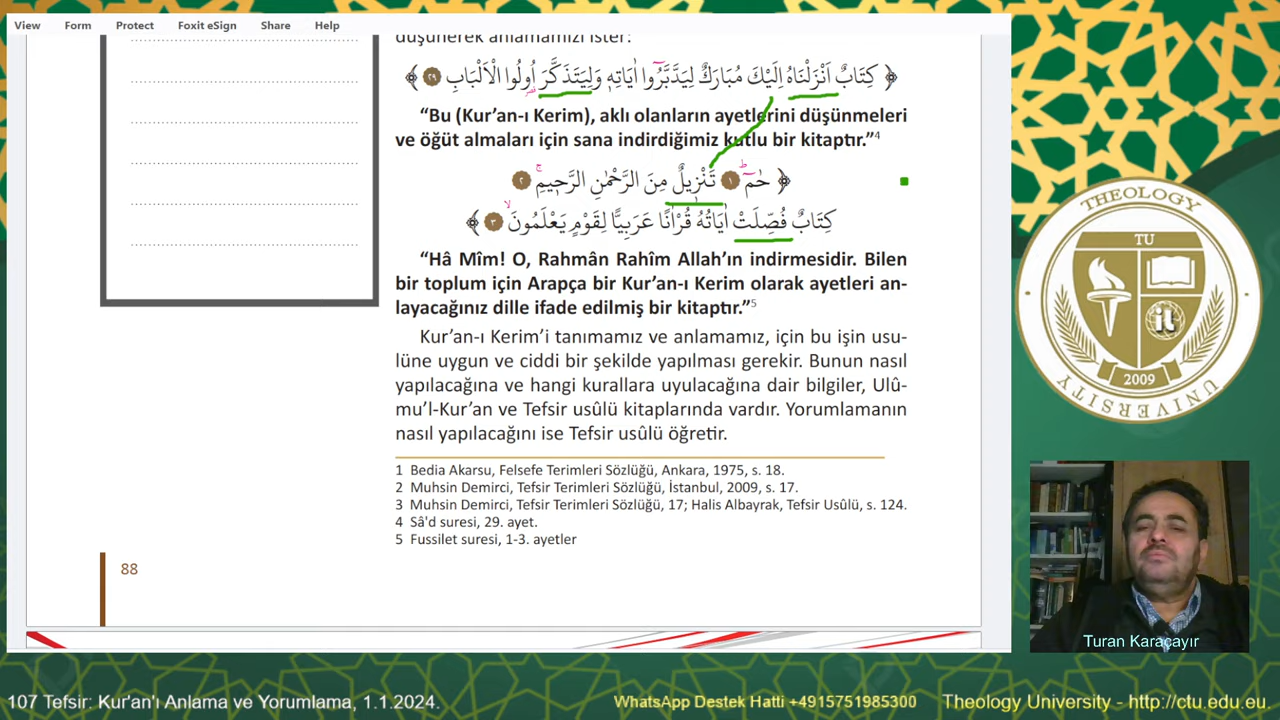 View Form Protect Foxit eSign Share Help
düşünerek anlamamızı ister:
﴿ كِتَابٌ اَنْزَلْنَاهُ اِلَيْكَ مُبَارَكٌ لِيَدَّبَّرُٓوا اٰيَاتِه۪ وَلِيَتَذَكَّرَ اُو۬لُوا الْاَلْبَابِ ٢٩ ﴾
“Bu (Kur’an-ı Kerim), aklı olanların ayetlerini düşünmeleri
ve öğüt almaları için sana indirdiğimiz kutlu bir kitaptır.”4
﴿ حٰمٓ ١ تَنْز۪يلٌ مِنَ الرَّحْمٰنِ الرَّح۪يمِ ٢
كِتَابٌ فُصِّلَتْ اٰيَاتُهُ قُرْاٰنًا عَرَبِيًّا لِقَوْمٍ يَعْلَمُونَ ٣ ﴾
“Hâ Mîm! O, Rahmân Rahîm Allah’ın indirmesidir. Bilen
bir toplum için Arapça bir Kur’an-ı Kerim olarak ayetleri an-
layacağınız dille ifade edilmiş bir kitaptır.”5
Kur’an-ı Kerim’i tanımamız ve anlamamız, için bu işin usu-
lüne uygun ve ciddi bir şekilde yapılması gerekir. Bunun nasıl
yapılacağına ve hangi kurallara uyulacağına dair bilgiler, Ulû-
mu’l-Kur’an ve Tefsir usûlü kitaplarında vardır. Yorumlamanın
nasıl yapılacağını ise Tefsir usûlü öğretir.
1 Bedia Akarsu, Felsefe Terimleri Sözlüğü, Ankara, 1975, s. 18.
2 Muhsin Demirci, Tefsir Terimleri Sözlüğü, İstanbul, 2009, s. 17.
3 Muhsin Demirci, Tefsir Terimleri Sözlüğü, 17; Halis Albayrak, Tefsir Usûlü, s. 124.
4 Sâ'd suresi, 29. ayet.
5 Fussilet suresi, 1-3. ayetler
88
THEOLOGY
TU
2009
UNIVERSITY
Turan Karaçayır
107 Tefsir: Kur'an'ı Anlama ve Yorumlama, 1.1.2024.
WhatsApp Destek Hatti +4915751985300
Theology University - http://ctu.edu.eu.